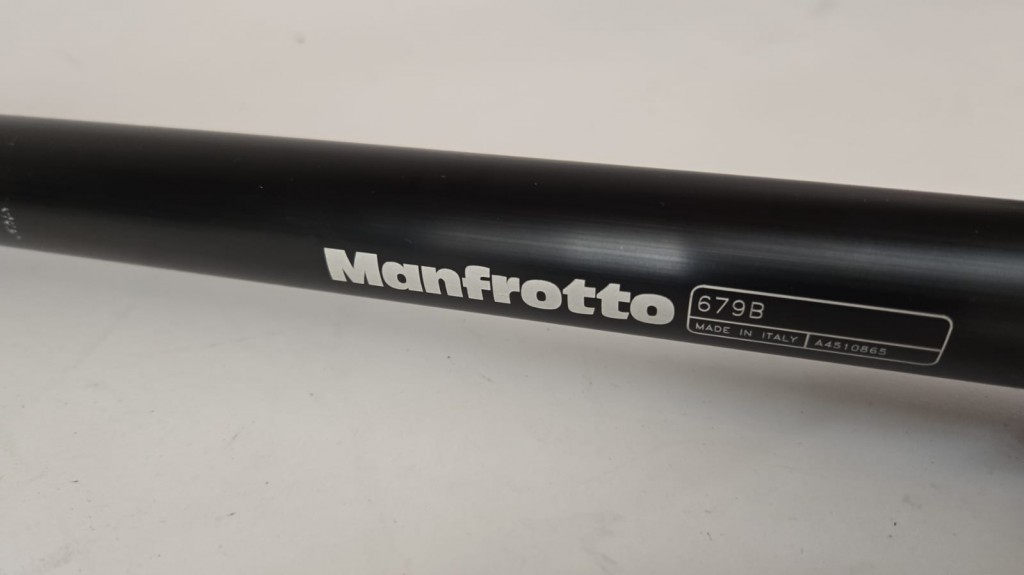 Manfrotto
679B
MADE IN ITALY
A4510865